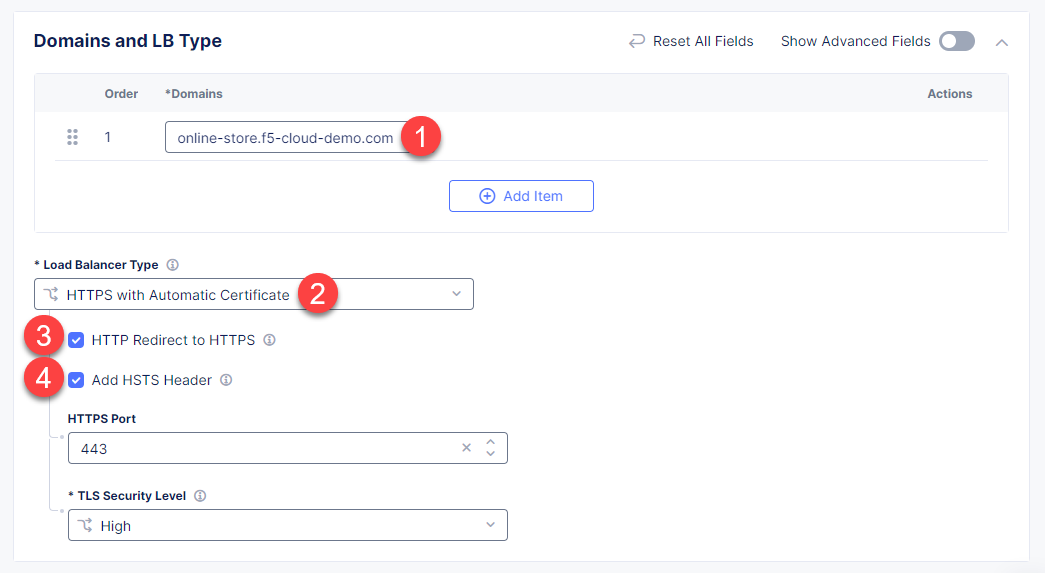 Domains and LB Type
Reset All Fields
Show Advanced Fields
Order
*Domains
Actions
1
online-store.f5-cloud-demo.com
1
Add Item
* Load Balancer Type
HTTPS with Automatic Certificate
2
3
HTTP Redirect to HTTPS
4
Add HSTS Header
HTTPS Port
443
* TLS Security Level
High